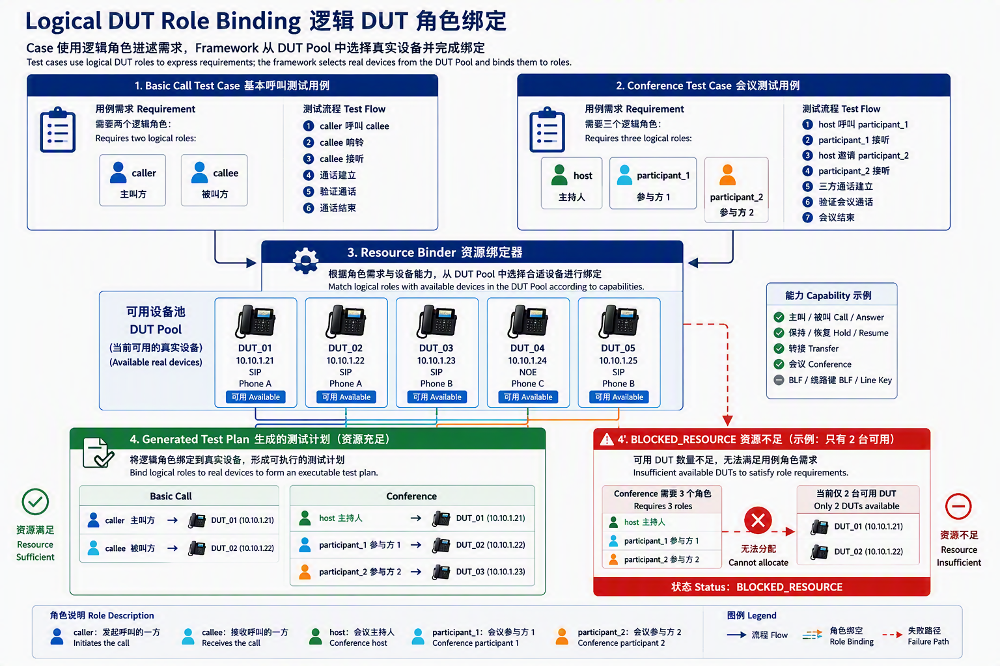 Logical DUT Role Binding 逻辑 DUT 角色绑定
Case 使用逻辑角色进述需求，Framework 从 DUT Pool 中选择真实设备并完成绑定
Test cases use logical DUT roles to express requirements; the framework selects real devices from the DUT Pool and binds them to roles.
1. Basic Call Test Case 基本呼叫测试用例
用例需求 Requirement
需要两个逻辑角色：
Requires two logical roles:
caller
主叫方
callee
被叫方
测试流程 Test Flow
1 caller 呼叫 callee
2 callee 响铃
3 callee 接听
4 通话建立
5 验证通话
6 通话结束
2. Conference Test Case 会议测试用例
用例需求 Requirement
需要三个逻辑角色：
Requires three logical roles:
host
主持人
participant_1
参与方 1
participant_2
参与方 2
测试流程 Test Flow
1 host 呼叫 participant_1
2 participant_1 接听
3 host 邀请 participant_2
4 participant_2 接听
5 三方通话建立
6 验证会议通话
7 会议结束
3. Resource Binder 资源绑定器
根据角色需求与设备能力，从 DUT Pool 中选择合适设备进行绑定
Match logical roles with available devices in the DUT Pool according to capabilities.
可用设备池
DUT Pool
(当前可用的真实设备)
(Available real devices)
DUT_01
10.10.1.21
SIP
Phone A
可用 Available
DUT_02
10.10.1.22
SIP
Phone A
可用 Available
DUT_03
10.10.1.23
SIP
Phone B
可用 Available
DUT_04
10.10.1.24
NOE
Phone C
可用 Available
DUT_05
10.10.1.25
SIP
Phone B
可用 Available
能力 Capability 示例
主叫 / 被叫 Call / Answer
保持 / 恢复 Hold / Resume
转接 Transfer
会议 Conference
BLF / 线路键 BLF / Line Key
4. Generated Test Plan 生成的测试计划（资源充足）
将逻辑角色绑定到真实设备，形成可执行的测试计划
Bind logical roles to real devices to form an executable test plan.
资源满足
Resource
Sufficient
Basic Call
caller 主叫方 → DUT_01 (10.10.1.21)
callee 被叫方 → DUT_02 (10.10.1.22)
Conference
host 主持人 → DUT_01 (10.10.1.21)
participant_1 参与方 1 → DUT_02 (10.10.1.22)
participant_2 参与方 2 → DUT_03 (10.10.1.23)
4'. BLOCKED_RESOURCE 资源不足（示例：只有 2 台可用）
可用 DUT 数量不足，无法满足用例角色需求
Insufficient available DUTs to satisfy role requirements.
Conference 需要 3 个角色
Requires 3 roles
host 主持人
participant_1 参与方 1
participant_2 参与方 2
无法分配
Cannot allocate
当前仅 2 台可用 DUT
Only 2 DUTs available
DUT_01 (10.10.1.21)
DUT_02 (10.10.1.22)
状态 Status：BLOCKED_RESOURCE
资源不足
Resource
Insufficient
角色说明 Role Description
caller：发起呼叫的一方
Initiates the call
callee：接收呼叫的一方
Receives the call
host：会议主持人
Conference host
participant_1：会议参与方 1
Conference participant 1
participant_2：会议参与方 2
Conference participant 2
图例 Legend
流程 Flow
角色绑空
Role Binding
失败路径
Failure Path